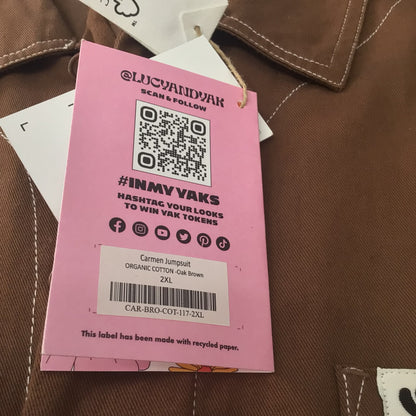 @LUCYANDYAK
SCAN & FOLLOW
#INMYYAKS
HASHTAG YOUR LOOKS
TO WIN YAK TOKENS
Carmen Jumpsuit
ORGANIC COTTON -Oak Brown
2XL
CAR-BRO-COT-117-2XL
This label has been made with recycled paper.